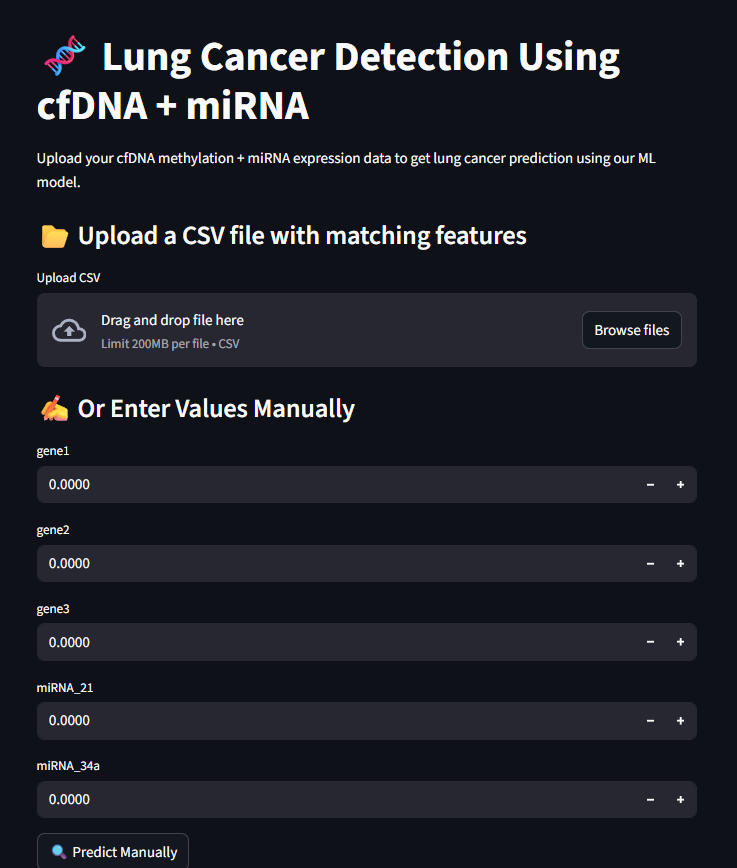 🧬 Lung Cancer Detection Using
cfDNA + miRNA
Upload your cfDNA methylation + miRNA expression data to get lung cancer prediction using our ML
model.
📁 Upload a CSV file with matching features
Upload CSV
Drag and drop file here
Limit 200MB per file • CSV
Browse files
✍️ Or Enter Values Manually
gene1
0.0000
gene2
0.0000
gene3
0.0000
miRNA_21
0.0000
miRNA_34a
0.0000
🔍 Predict Manually